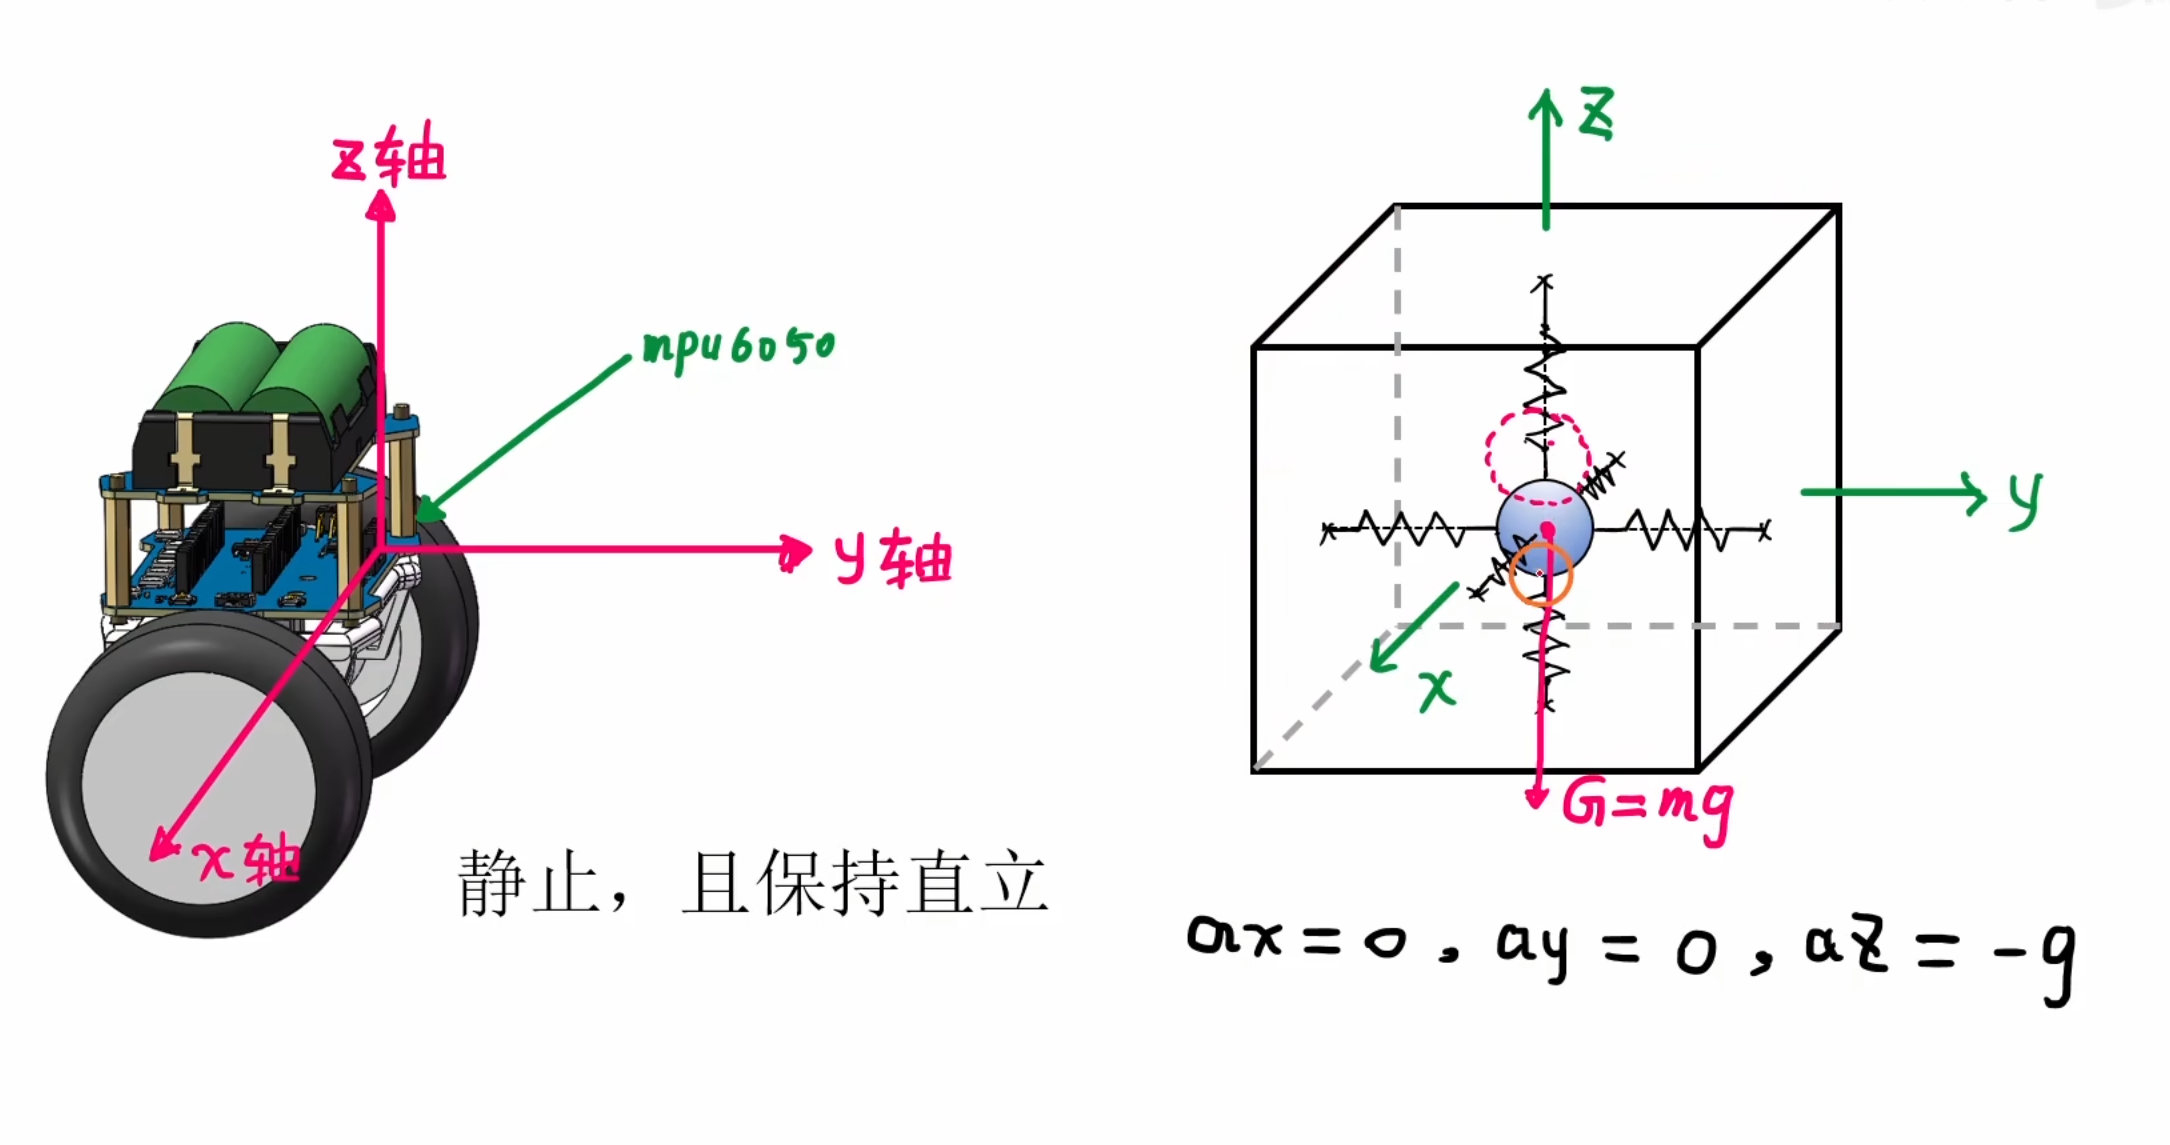 z轴
mpu6050
y轴
x轴
静止，且保持直立
z
y
x
G=mg
ax=0，ay=0，az=-g